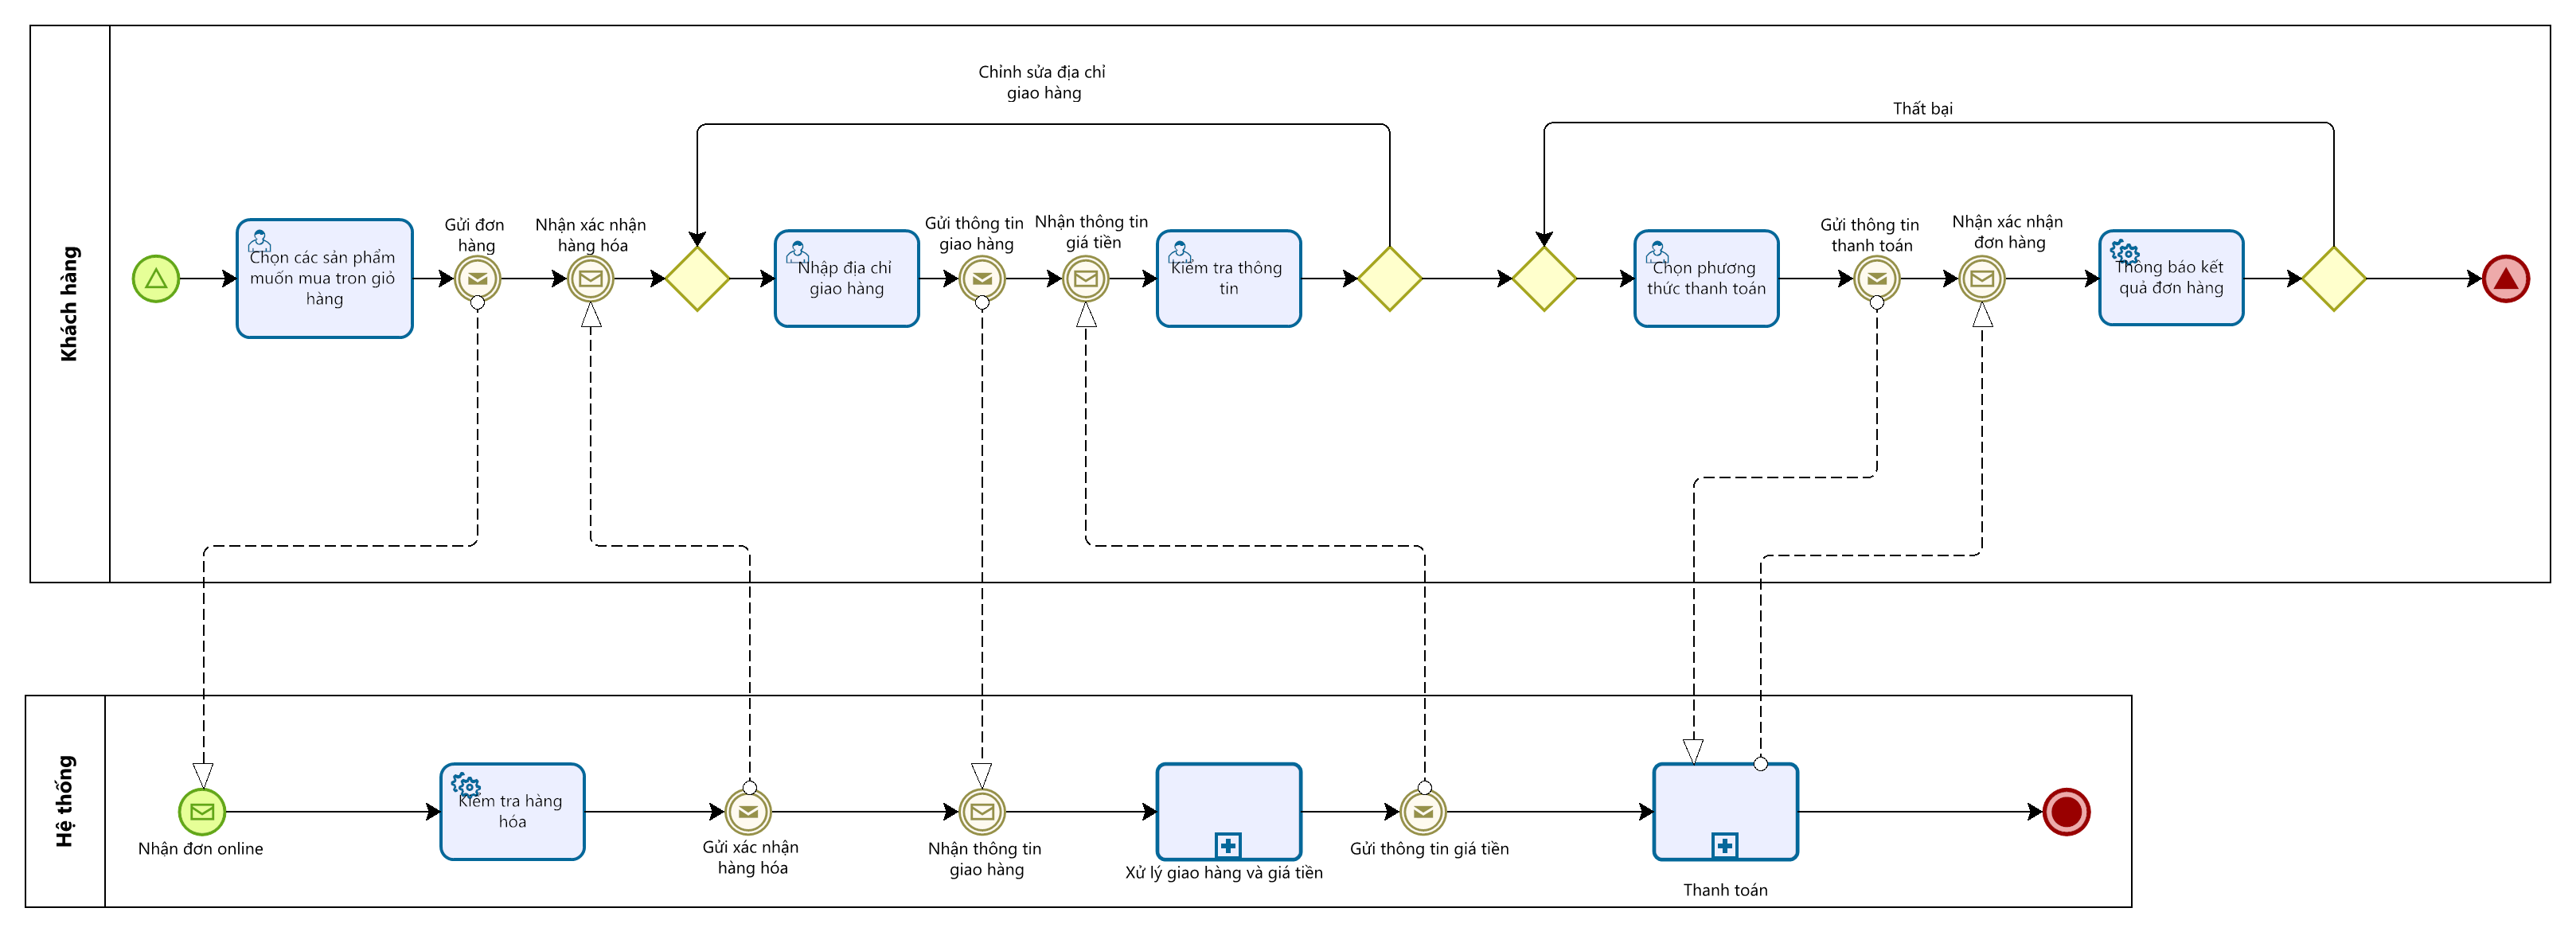 Khách hàng
Chỉnh sửa địa chỉ
giao hàng
Thất bại
Chọn các sản phẩm
muốn mua tron giỏ
hàng
Gửi đơn
hàng
Nhận xác nhận
hàng hóa
Nhập địa chỉ
giao hàng
Gửi thông tin
giao hàng
Nhận thông tin
giá tiền
Kiểm tra thông
tin
Chọn phương
thức thanh toán
Gửi thông tin
thanh toán
Nhận xác nhận
đơn hàng
Thông báo kết
quả đơn hàng
Hệ thống
Nhận đơn online
Kiểm tra hàng
hóa
Gửi xác nhận
hàng hóa
Nhận thông tin
giao hàng
Xử lý giao hàng và giá tiền
Gửi thông tin giá tiền
Thanh toán